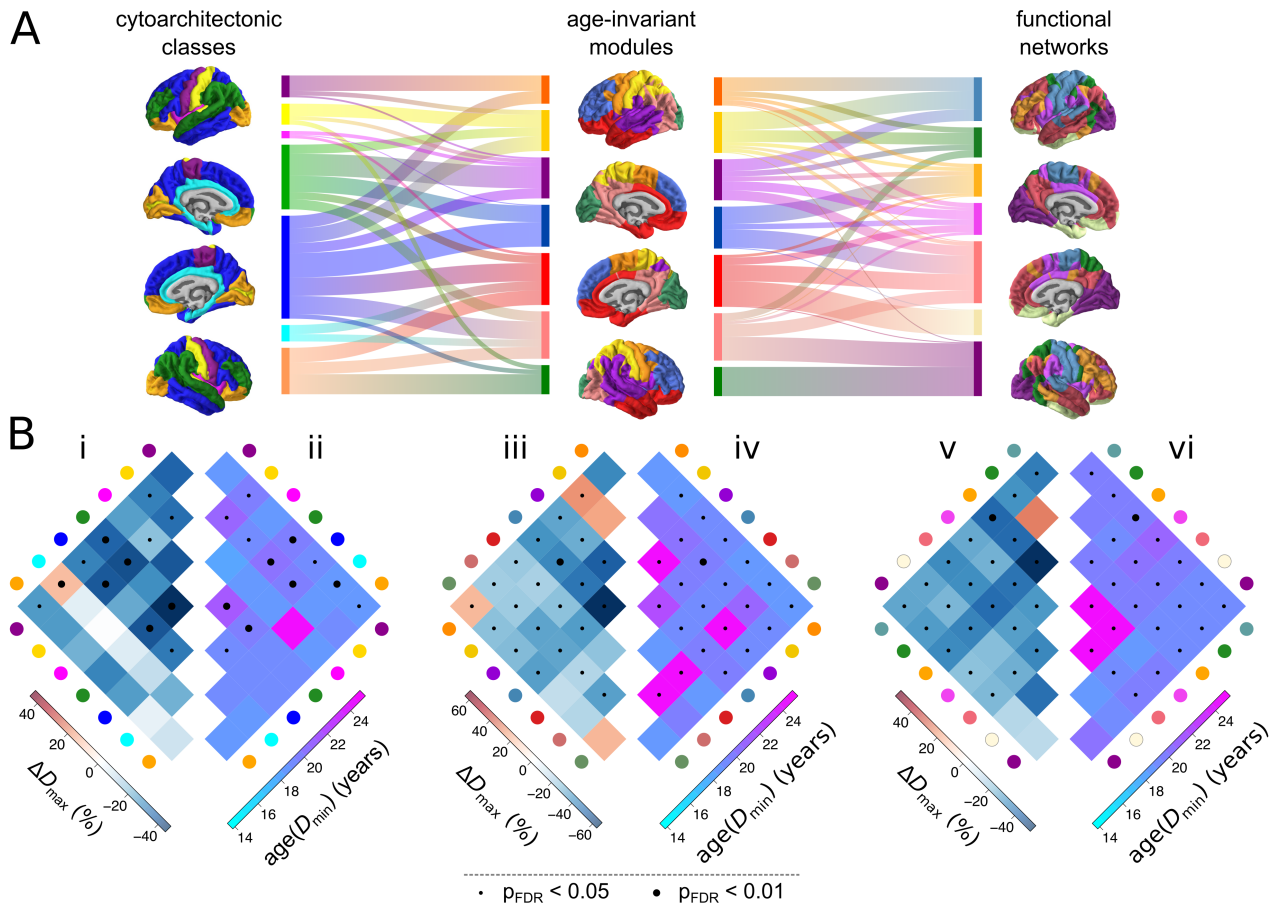 A
cytoarchitectonic
classes
age-invariant
modules
functional
networks
B
i
ii
iii
iv
v
vi
40
20
0
−20
−40
ΔDmax (%)
24
22
20
18
16
14
age(Dmin) (years)
60
40
20
0
−20
−40
−60
ΔDmax (%)
24
22
20
18
16
14
age(Dmin) (years)
40
20
0
−20
−40
ΔDmax (%)
24
22
20
18
16
14
age(Dmin) (years)
pFDR < 0.05
pFDR < 0.01